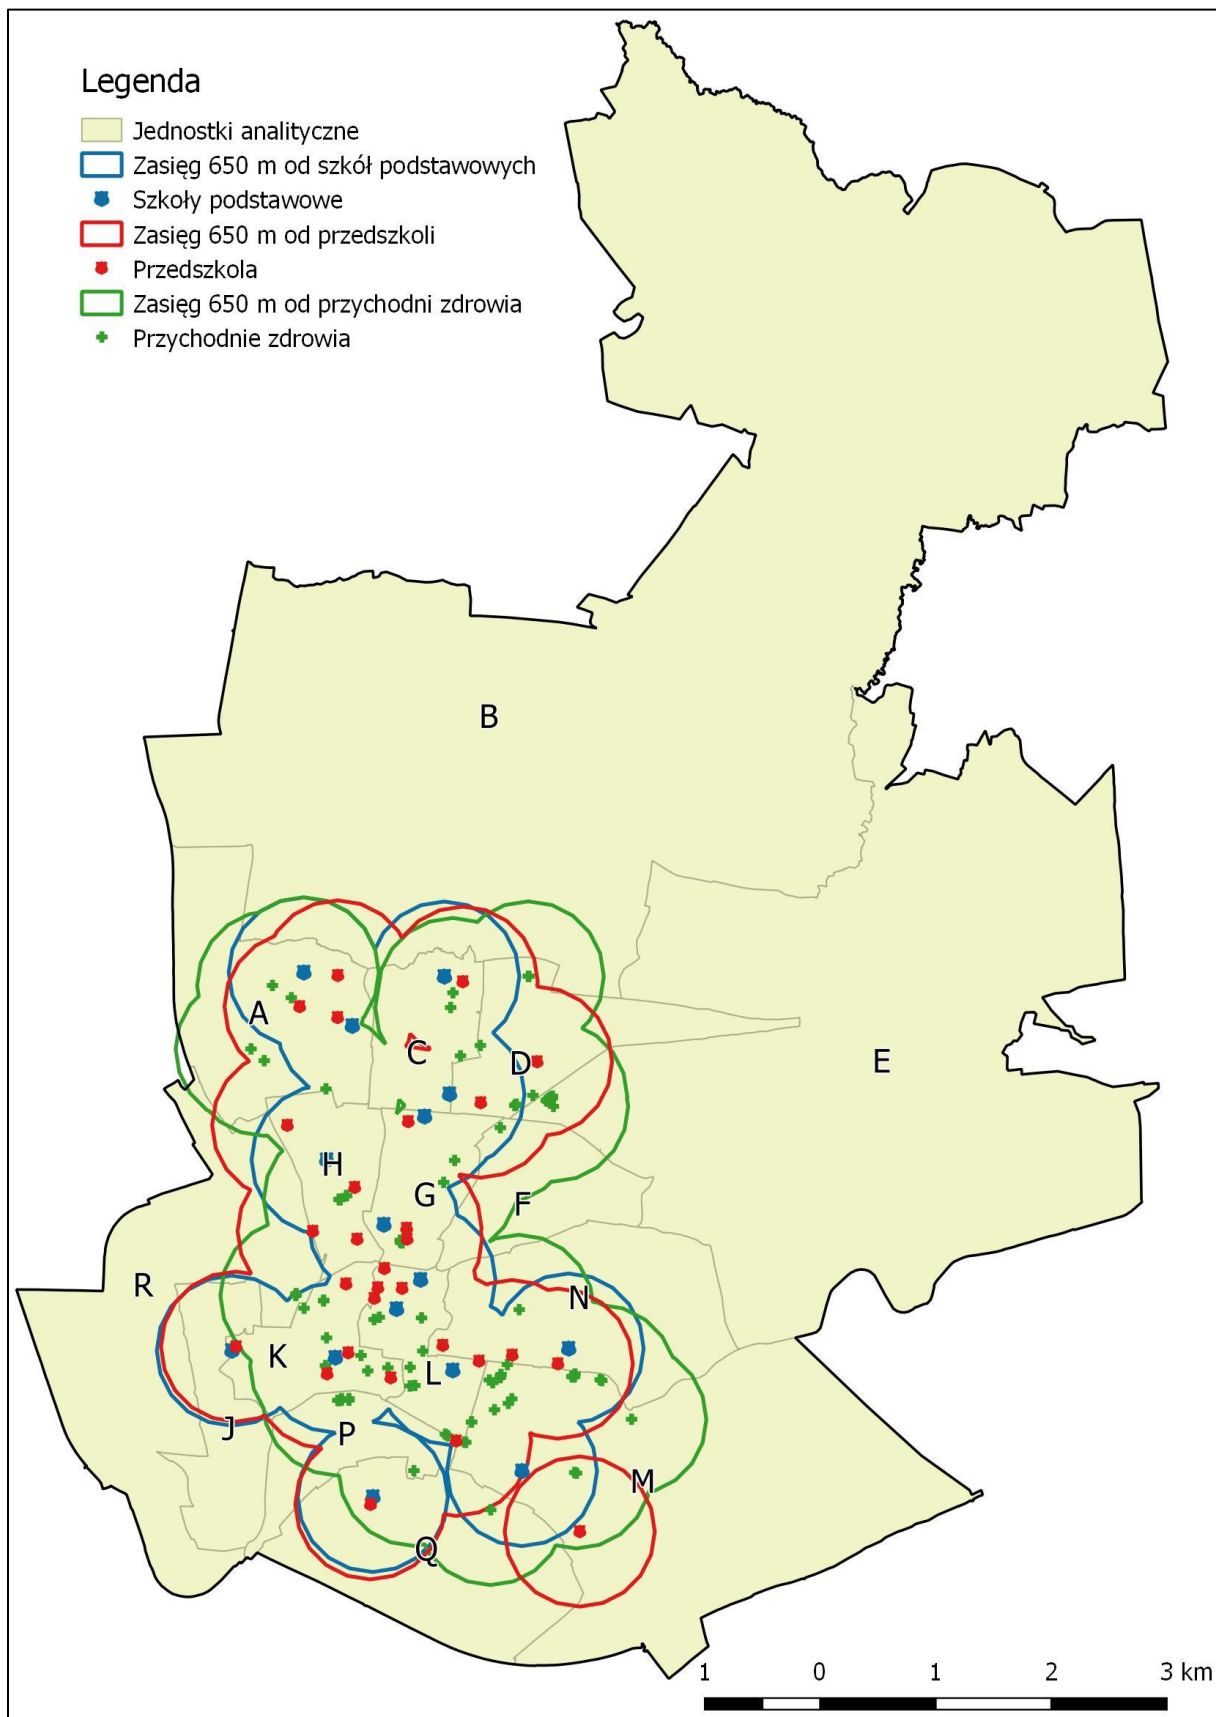 Legenda
Jednostki analityczne
Zasięg 650 m od szkół podstawowych
Szkoły podstawowe
Zasięg 650 m od przedszkoli
Przedszkola
Zasięg 650 m od przychodni zdrowia
Przychodnie zdrowia
B
A
C
D
E
H
G
F
R
N
K
L
J
P
M
Q
1 0 1 2 3 km